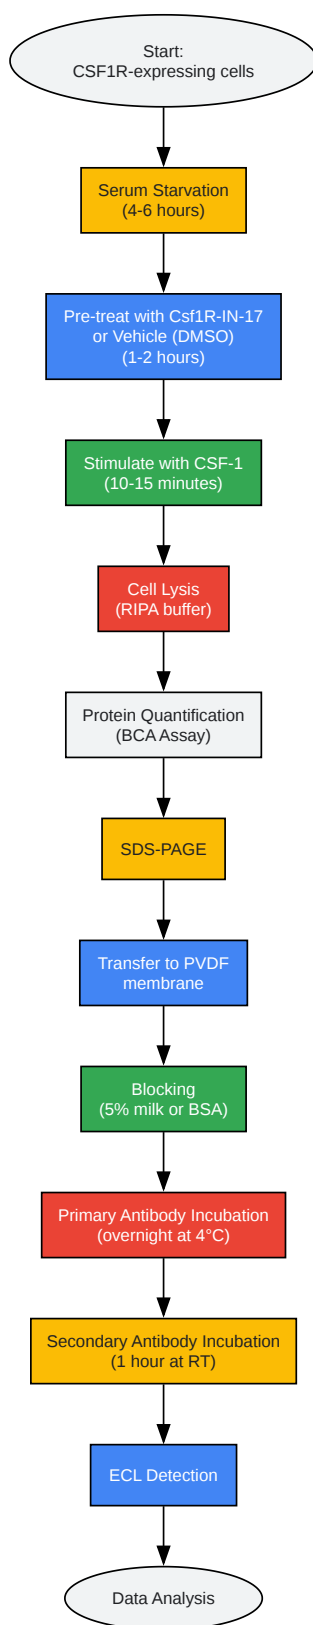 Start:
CSF1R-expressing cells
Serum Starvation
(4-6 hours)
Pre-treat with Csf1R-IN-17
or Vehicle (DMSO)
(1-2 hours)
Stimulate with CSF-1
(10-15 minutes)
Cell Lysis
(RIPA buffer)
Protein Quantification
(BCA Assay)
SDS-PAGE
Transfer to PVDF
membrane
Blocking
(5% milk or BSA)
Primary Antibody Incubation
(overnight at 4°C)
Secondary Antibody Incubation
(1 hour at RT)
ECL Detection
Data Analysis